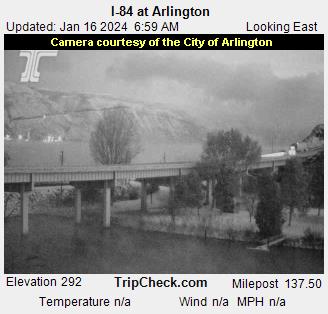 I-84 at Arlington
Updated: Jan 16 2024 6:59 AM Looking East
Camera courtesy of the City of Arlington
Elevation 292 TripCheck.com Milepost 137.50
Temperature n/a Wind n/a MPH n/a